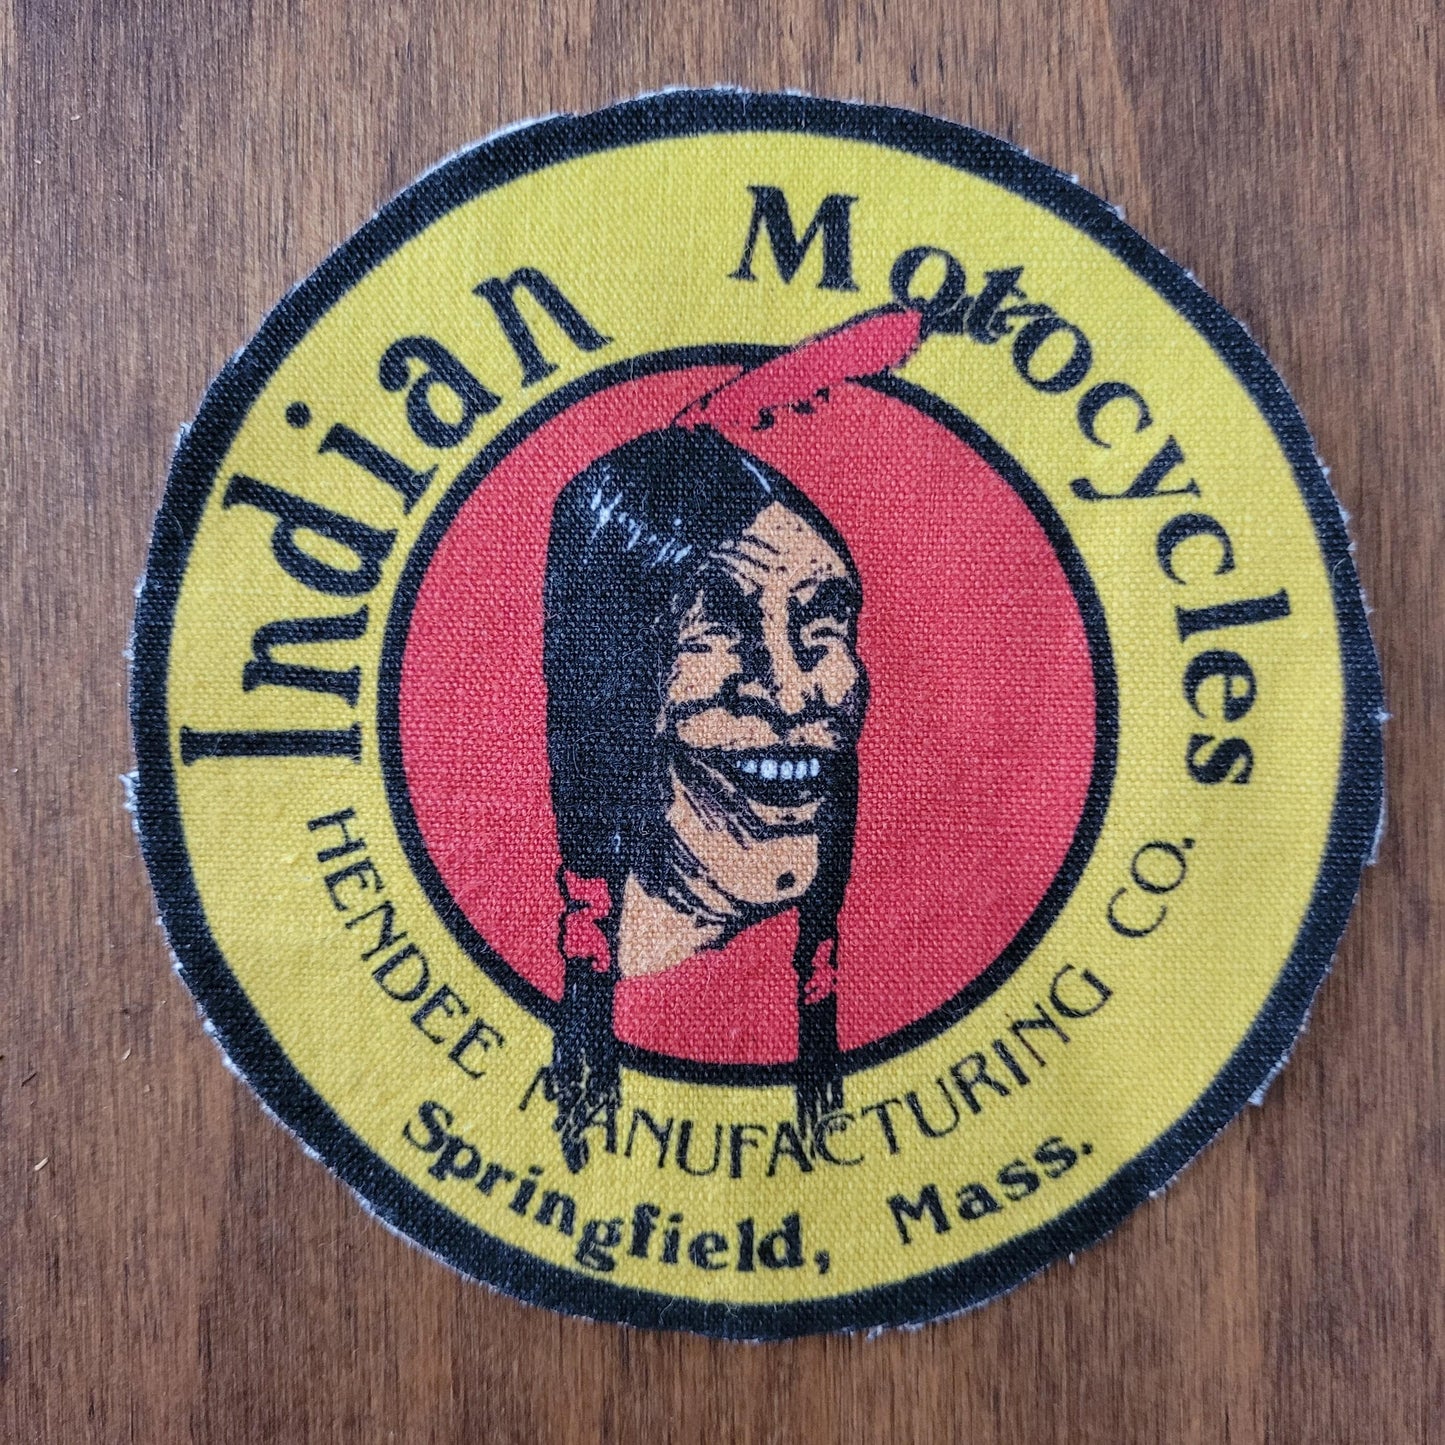 Indian Motocycles
HENDEE MANUFACTURING CO.
Springfield, Mass.